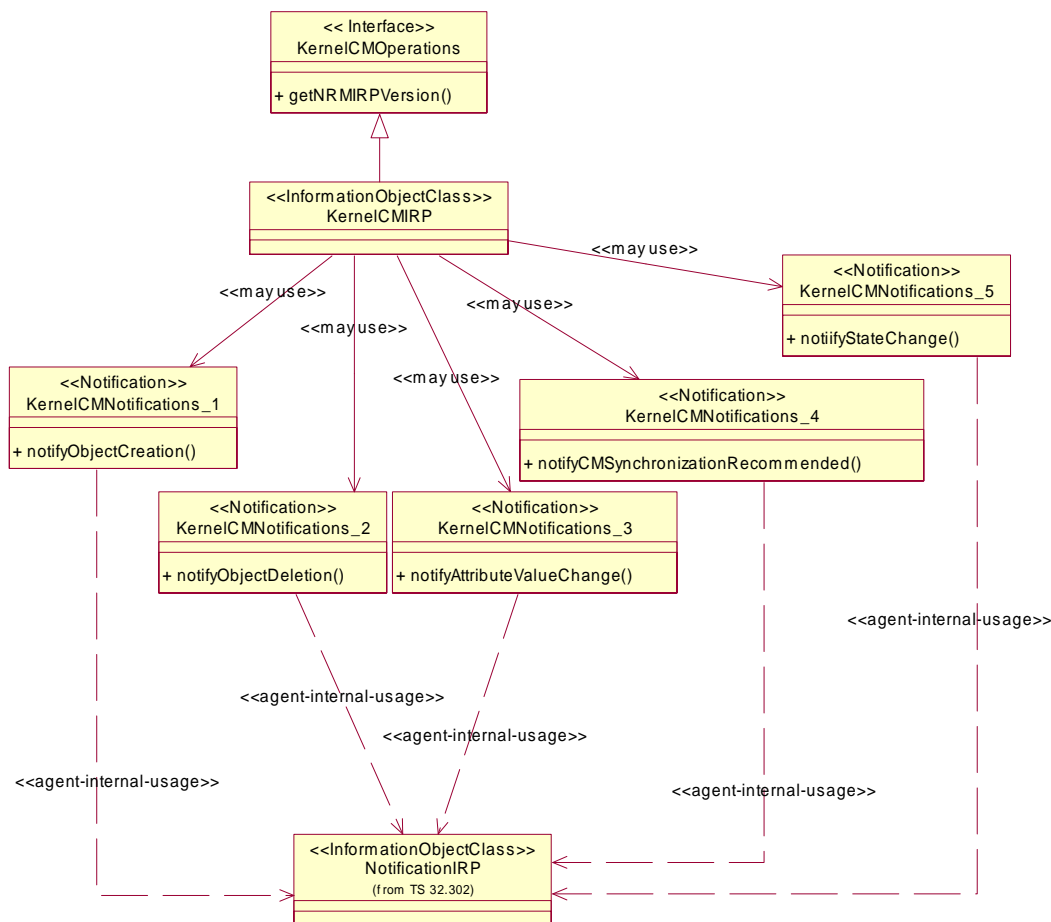 << Interface>>
KernelCMOperations
+ getNRMIRPVersion()
<<InformationObjectClass>>
KernelCMIRP
<<may use>>
<<may use>>
<<may use>>
<<may use>>
<<may use>>
<<Notification>>
KernelCMNotifications_5
+ notiifyStateChange()
<<Notification>>
KernelCMNotifications_1
+ notifyObjectCreation()
<<Notification>>
KernelCMNotifications_4
+ notifyCMSynchronizationRecommended()
<<Notification>>
KernelCMNotifications_2
+ notifyObjectDeletion()
<<Notification>>
KernelCMNotifications_3
+ notifyAttributeValueChange()
<<agent-internal-usage>>
<<agent-internal-usage>>
<<agent-internal-usage>>
<<agent-internal-usage>>
<<agent-internal-usage>>
<<InformationObjectClass>>
NotificationIRP
(from TS 32.302)